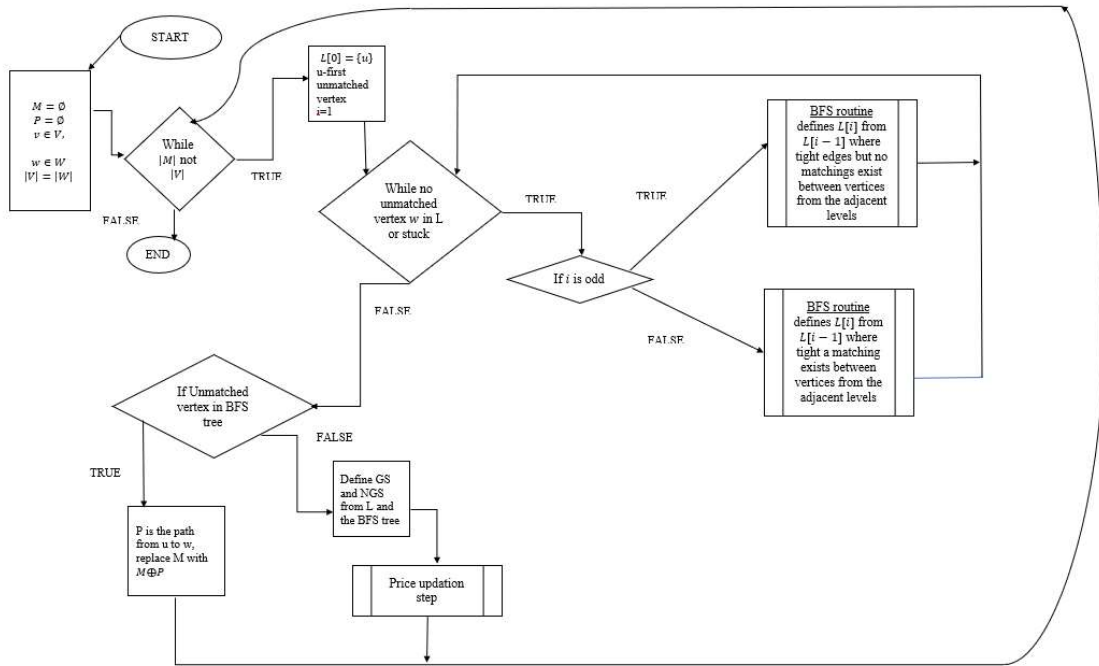 START
M = ∅
P = ∅
v ∈ V,
w ∈ W
|V| = |W|
While
|M| not
|V|
TRUE
FALSE
END
L[0] = {u}
u-first
unmatched
vertex
i=1
While no
unmatched
vertex w in L
or stuck
TRUE
FALSE
If i is odd
TRUE
FALSE
BFS routine
defines L[i] from
L[i − 1] where
tight edges but no
matchings exist
between vertices
from the adjacent
levels
BFS routine
defines L[i] from
L[i − 1] where
tight a matching
exists between
vertices from the
adjacent levels
If Unmatched
vertex in BFS
tree
TRUE
FALSE
P is the path
from u to w,
replace M with
M⊕P
Define GS
and NGS
from L and
the BFS tree
Price updation
step